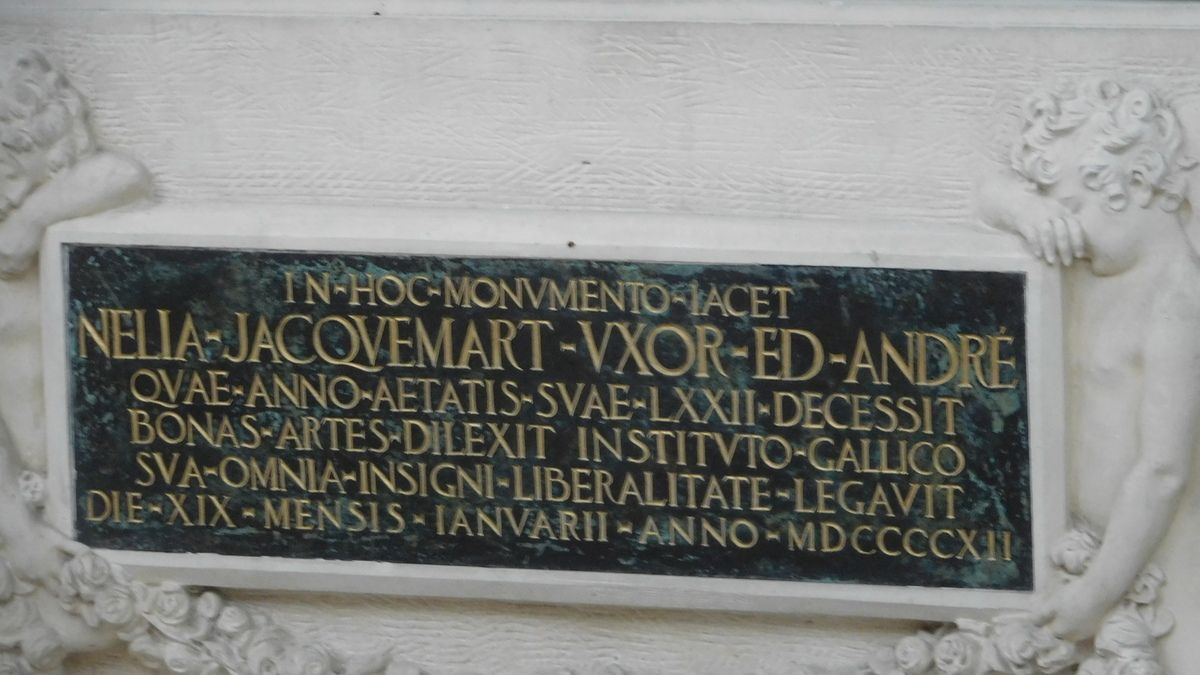 IN-HOC-MONVMENTO-IACET
NELIA-JACQVEMART-VXOR-ED-ANDRÉ
QVAE-ANNO-AETATIS-SVAE-LXXII-DECESSIT
BONAS-ARTES-DILEXIT INSTITVTO-GALLICO
SVA-OMNIA-INSIGNI-LIBERALITATE-LEGAVIT
DIE-XIX-MENSIS-IANVARII-ANNO-MDCCCCXII